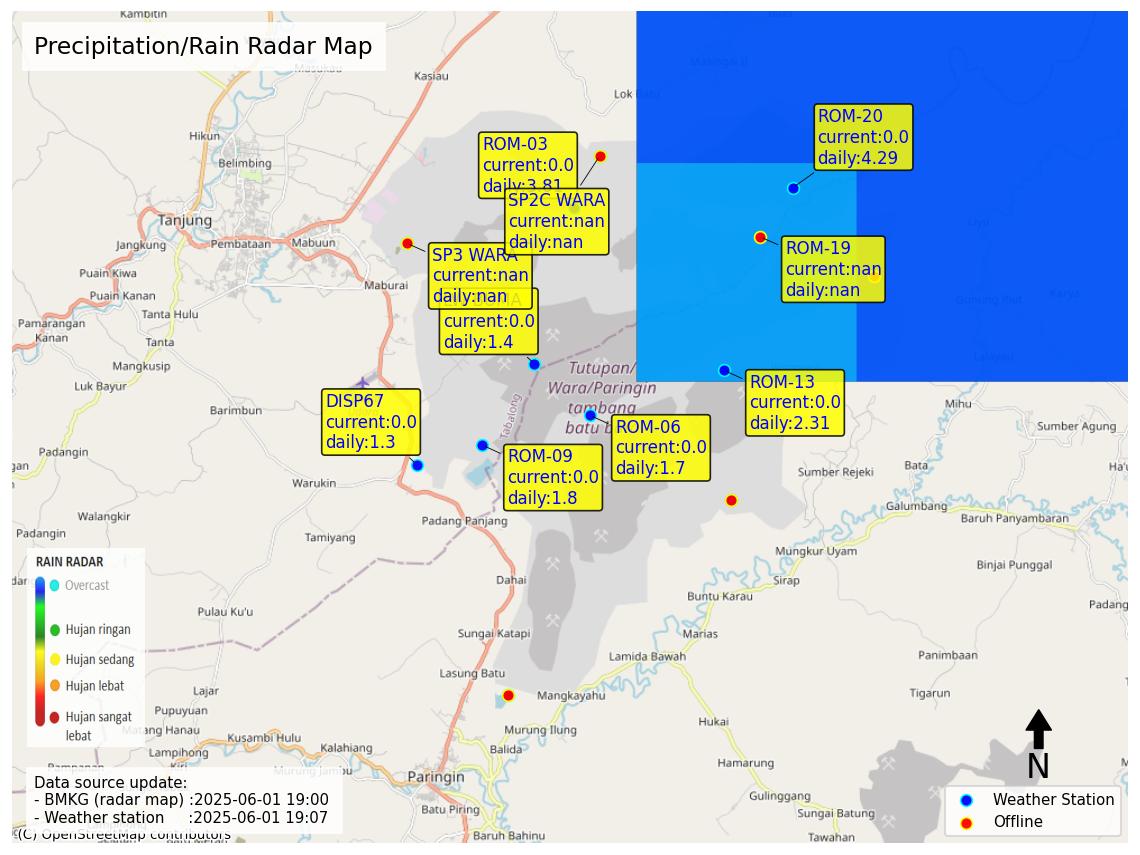 Kambitin
Precipitation/Rain Radar Map
Kasiau
Lok
Hikun
Belimbing
Tanjung
Jangkung
Pembataan
Mabuun
Puain Kiwa
Puain Kanan
Maburai
Tanta Hulu
Pamarangan
Kanan
Tanta
Mangkusip
Luk Bayur
Barimbun
Padangin
Warukin
Walangkir
Padangin
Tamiyang
Padang Panjang
ROM-03
current:0.0
daily:3.81
SP2C WARA
current:nan
daily:nan
SP3 WARA
current:nan
daily:nan
current:0.0
daily:1.4
ROM-20
current:0.0
daily:4.29
ROM-19
current:nan
daily:nan
ROM-13
current:0.0
daily:2.31
Tutupan/
Wara/Paringin
tambang
batu
Tabalong
DISP67
current:0.0
daily:1.3
ROM-06
current:0.0
daily:1.7
ROM-09
current:0.0
daily:1.8
Mihu
Sumber Agung
Sumber Rejeki
Bata
Galumbang
Baruh Panyambaran
Mungkur Uyam
Binjai Punggal
Sirap
Buntu Karau
Padang
Marias
Dahai
Sungai Katapi
Lamida Bawah
Panimbaan
Lasung Batu
Mangkayahu
Tigarun
Murung Ilung
Hukai
Balida
Hamarung
Paringin
Gulinggang
Batu Piring
Sungai Batung
Baruh Bahinu
Tawahan
Pulau Ku'u
Lajar
Pupuyuan
Matang Hanau
Kusambi Hulu
Lampihong
Kalahiang
Murung Jambu
RAIN RADAR
Overcast
Hujan ringan
Hujan sedang
Hujan lebat
Hujan sangat
lebat
Data source update:
- BMKG (radar map) :2025-06-01 19:00
- Weather station :2025-06-01 19:07
(C) OpenStreetMap contributors
N
Weather Station
Offline